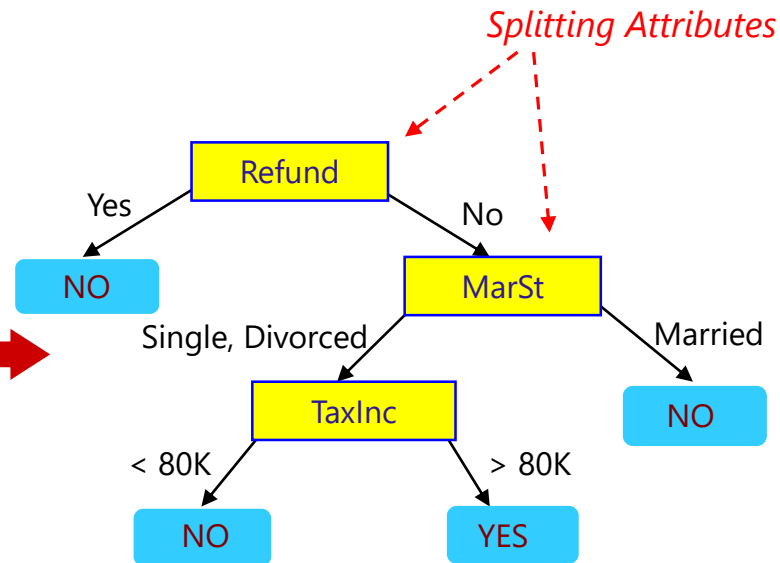 Splitting Attributes
Refund
Yes
No
NO
MarSt
Single, Divorced
Married
TaxInc
NO
< 80K
> 80K
NO
YES